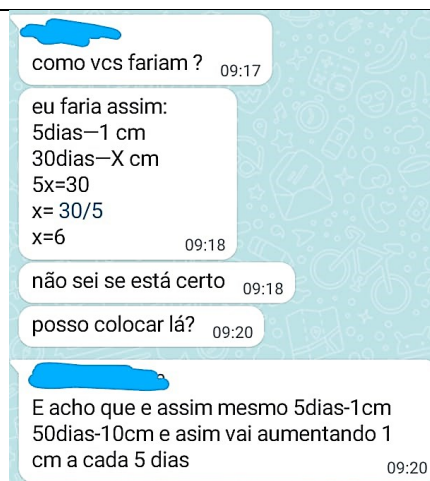 como vcs fariam ? 09:17
eu faria assim:
5dias—1 cm
30dias—X cm
5x=30
x= 30/5
x=6 09:18
não sei se está certo 09:18
posso colocar lá? 09:20
E acho que e assim mesmo 5dias-1cm
50dias-10cm e asim vai aumentando 1
cm a cada 5 dias 09:20